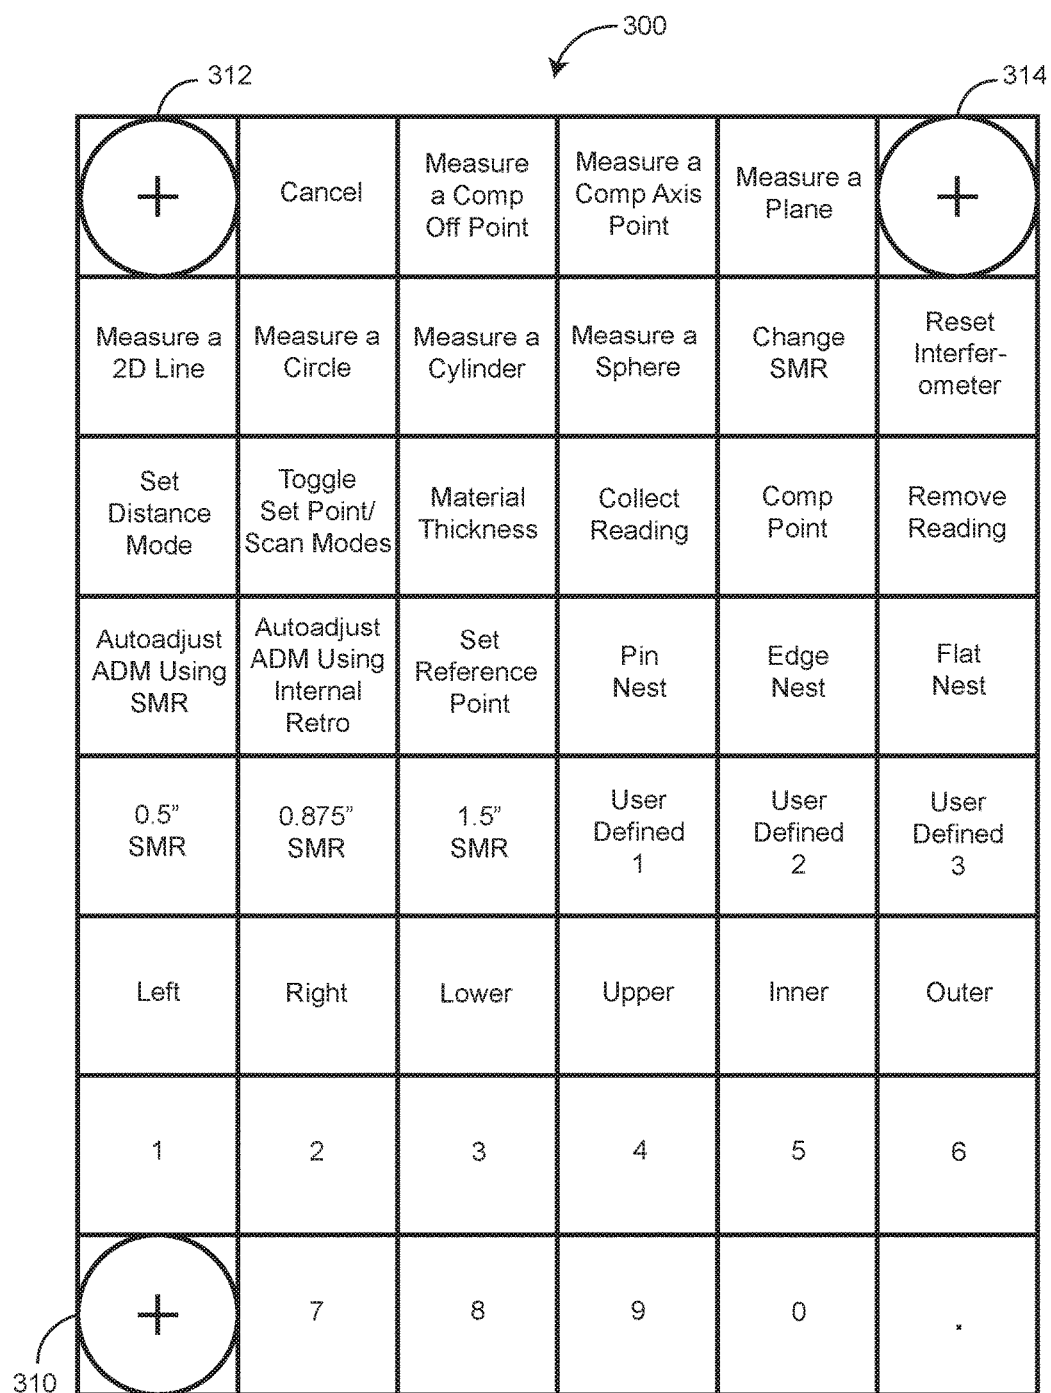 300
312
314
+
Cancel
Measure
a Comp
Off Point
Measure a
Comp Axis
Point
Measure a
Plane
+
Measure a
2D Line
Measure a
Circle
Measure a
Cylinder
Measure a
Sphere
Change
SMR
Reset
Interfer-
ometer
Set
Distance
Mode
Toggle
Set Point/
Scan Modes
Material
Thickness
Collect
Reading
Comp
Point
Remove
Reading
Autoadjust
ADM Using
SMR
Autoadjust
ADM Using
Internal
Retro
Set
Reference
Point
Pin
Nest
Edge
Nest
Flat
Nest
0.5”
SMR
0.875”
SMR
1.5”
SMR
User
Defined
1
User
Defined
2
User
Defined
3
Left
Right
Lower
Upper
Inner
Outer
1
2
3
4
5
6
+
7
8
9
0
.
310